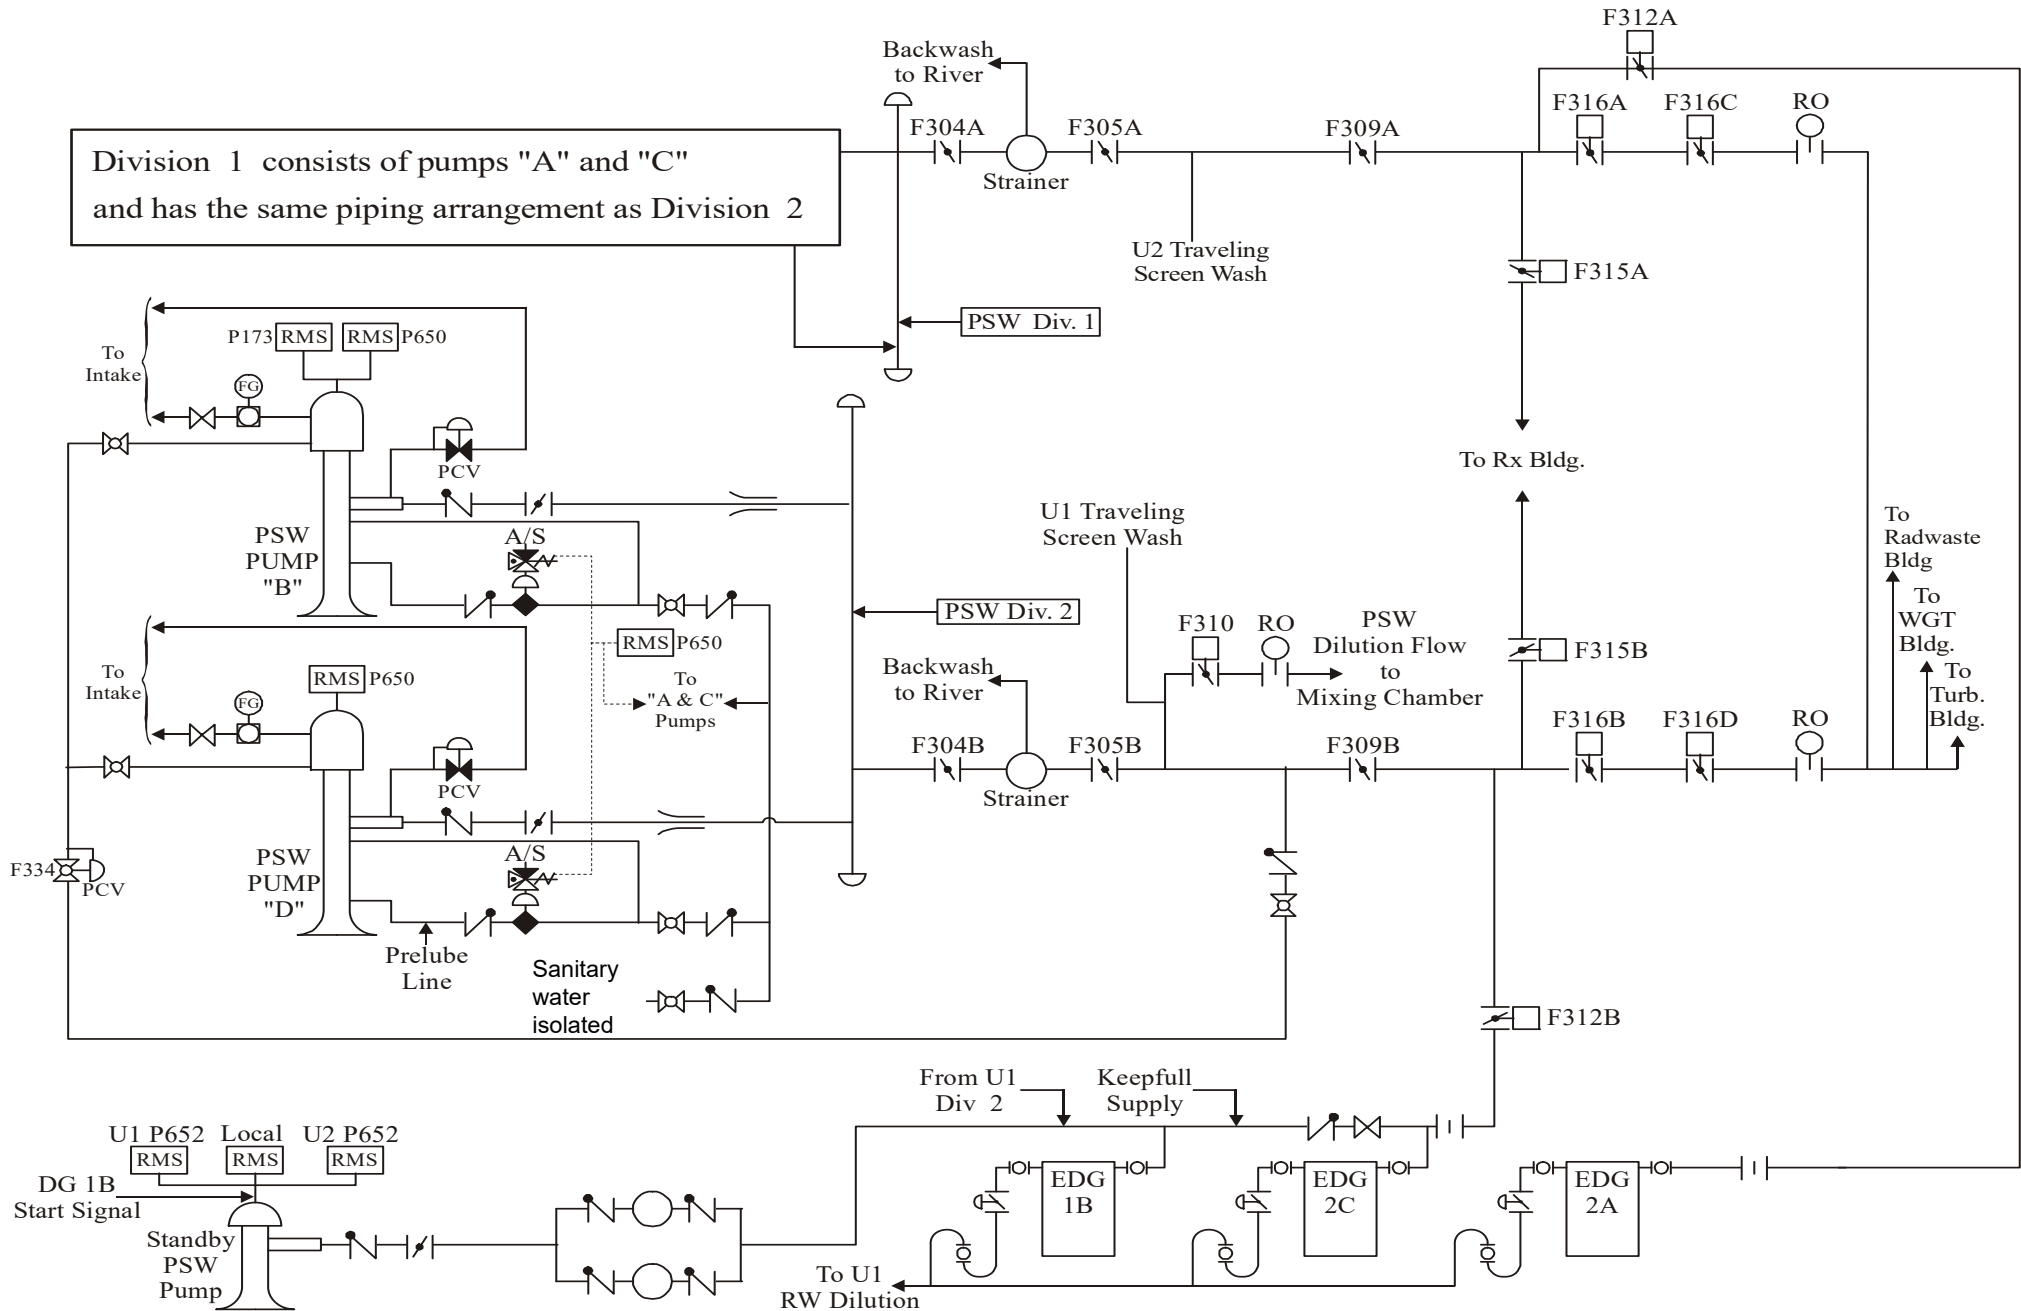 F312A
Backwash
to River
F304A
F305A
F309A
F316A
F316C
RO
Strainer
Division 1 consists of pumps "A" and "C"
and has the same piping arrangement as Division 2
U2 Traveling
Screen Wash
F315A
PSW Div. 1
To
Intake
P173
RMS
RMS
P650
FG
PCV
To Rx Bldg.
PSW
PUMP
"B"
A/S
U1 Traveling
Screen Wash
To
Radwaste
Bldg
To
WGT
Bldg.
To
Turb.
Bldg.
PSW Div. 2
RMS
P650
To
"A & C"
Pumps
F310
RO
PSW
Dilution Flow
to
Mixing Chamber
F315B
To
Intake
RMS
P650
FG
PCV
Backwash
to River
F304B
F305B
F309B
F316B
F316D
RO
Strainer
F334
PCV
PSW
PUMP
"D"
A/S
Prelube
Line
Sanitary
water
isolated
F312B
From U1
Div 2
Keepfull
Supply
U1 P652
Local
U2 P652
RMS
RMS
RMS
DG 1B
Start Signal
Standby
PSW
Pump
EDG
1B
EDG
2C
EDG
2A
To U1
RW Dilution